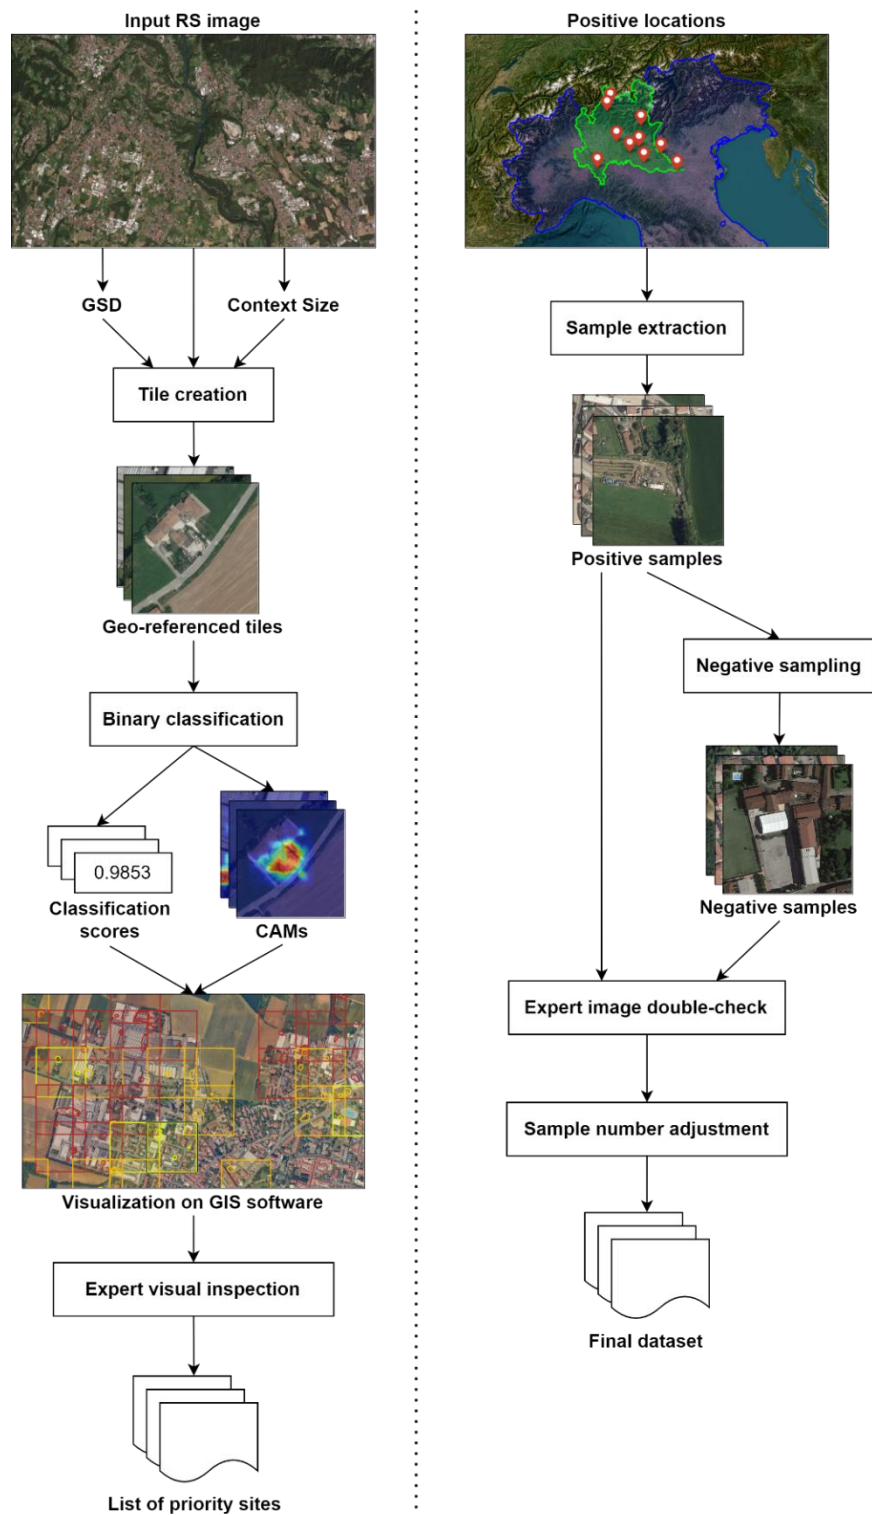 Input RS image
GSD
Context Size
Tile creation
Geo-referenced tiles
Binary classification
0.9853
Classification
scores
CAMs
Visualization on GIS software
Expert visual inspection
List of priority sites
Positive locations
Sample extraction
Positive samples
Negative sampling
Negative samples
Expert image double-check
Sample number adjustment
Final dataset